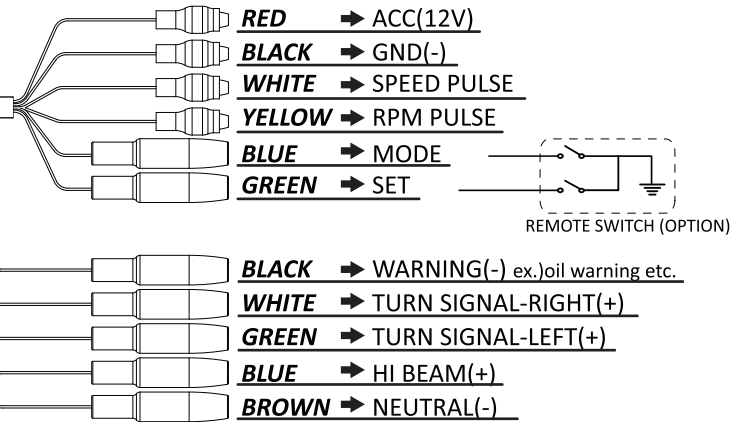 RED ➡ ACC(12V)
BLACK ➡ GND(-)
WHITE ➡ SPEED PULSE
YELLOW ➡ RPM PULSE
BLUE ➡ MODE
GREEN ➡ SET
REMOTE SWITCH (OPTION)
BLACK ➡ WARNING(-) ex.)oil warning etc.
WHITE ➡ TURN SIGNAL-RIGHT(+)
GREEN ➡ TURN SIGNAL-LEFT(+)
BLUE ➡ HI BEAM(+)
BROWN ➡ NEUTRAL(-)